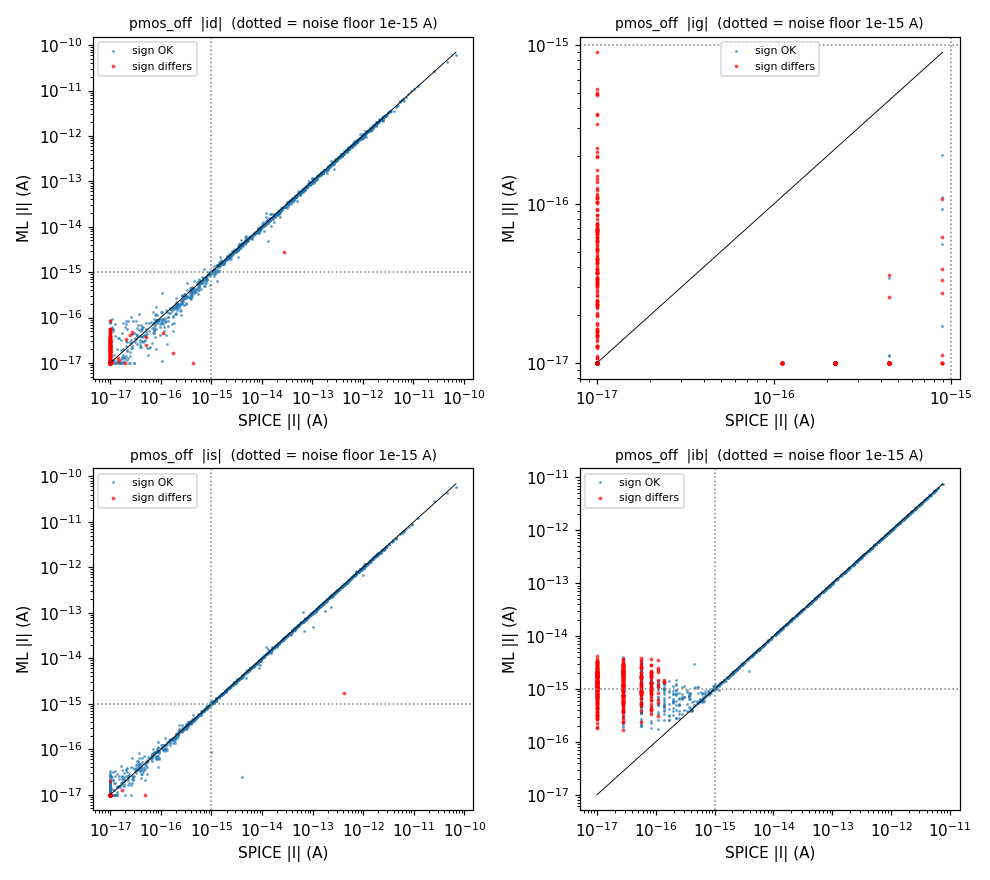 pmos_off |id| (dotted = noise floor 1e-15 A)
sign OK
sign differs
10⁻¹⁰
10⁻¹¹
10⁻¹²
10⁻¹³
10⁻¹⁴
10⁻¹⁵
10⁻¹⁶
10⁻¹⁷
ML |I| (A)
10⁻¹⁷ 10⁻¹⁶ 10⁻¹⁵ 10⁻¹⁴ 10⁻¹³ 10⁻¹² 10⁻¹¹ 10⁻¹⁰
SPICE |I| (A)
pmos_off |ig| (dotted = noise floor 1e-15 A)
sign OK
sign differs
10⁻¹⁵
10⁻¹⁶
10⁻¹⁷
ML |I| (A)
10⁻¹⁷ 10⁻¹⁶ 10⁻¹⁵
SPICE |I| (A)
pmos_off |is| (dotted = noise floor 1e-15 A)
sign OK
sign differs
10⁻¹⁰
10⁻¹¹
10⁻¹²
10⁻¹³
10⁻¹⁴
10⁻¹⁵
10⁻¹⁶
10⁻¹⁷
ML |I| (A)
10⁻¹⁷ 10⁻¹⁶ 10⁻¹⁵ 10⁻¹⁴ 10⁻¹³ 10⁻¹² 10⁻¹¹ 10⁻¹⁰
SPICE |I| (A)
pmos_off |ib| (dotted = noise floor 1e-15 A)
sign OK
sign differs
10⁻¹¹
10⁻¹²
10⁻¹³
10⁻¹⁴
10⁻¹⁵
10⁻¹⁶
10⁻¹⁷
ML |I| (A)
10⁻¹⁷ 10⁻¹⁶ 10⁻¹⁵ 10⁻¹⁴ 10⁻¹³ 10⁻¹² 10⁻¹¹
SPICE |I| (A)